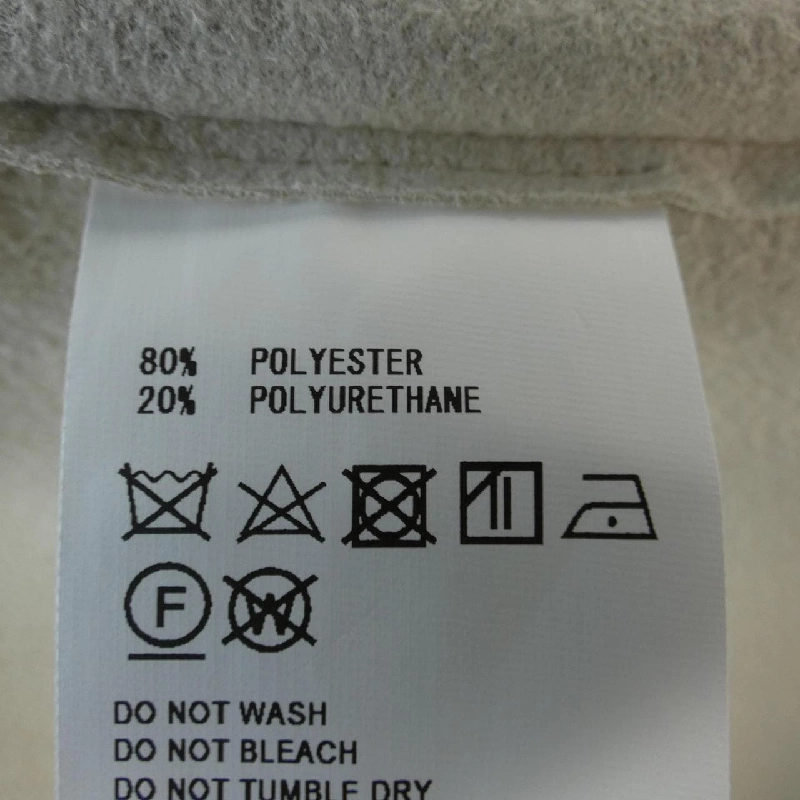 80% POLYESTER
20% POLYURETHANE
F W
DO NOT WASH
DO NOT BLEACH
DO NOT TUMBLE DRY